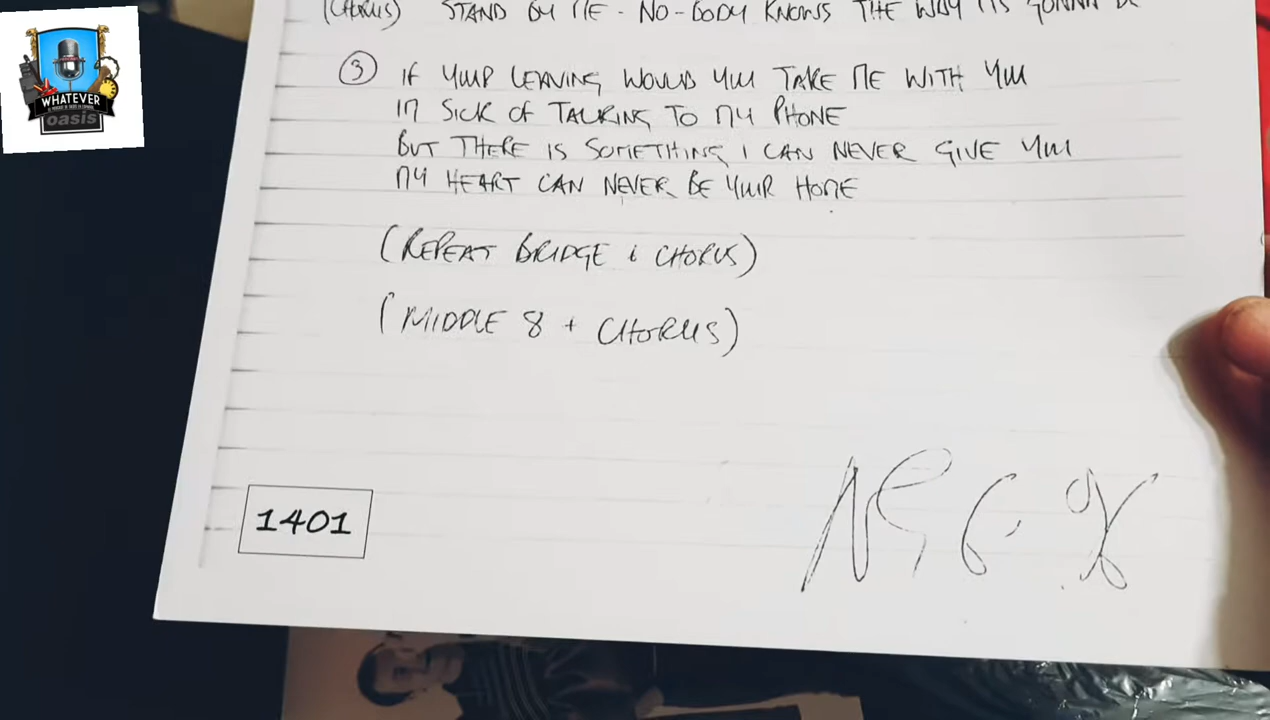 WHATEVER
oasis
(CHORUS) STAND BY ME - NO-BODY KNOWS THE WAY ITS GONNA BE
③ IF YOUR LEAVING WOULD YOU TAKE ME WITH YOU
IM SICK OF TALKING TO MY PHONE
BUT THERE IS SOMETHING I CAN NEVER GIVE YOU
MY HEART CAN NEVER BE YOUR HOME
(REPEAT BRIDGE & CHORUS)
(MIDDLE 8 + CHORUS)
1401